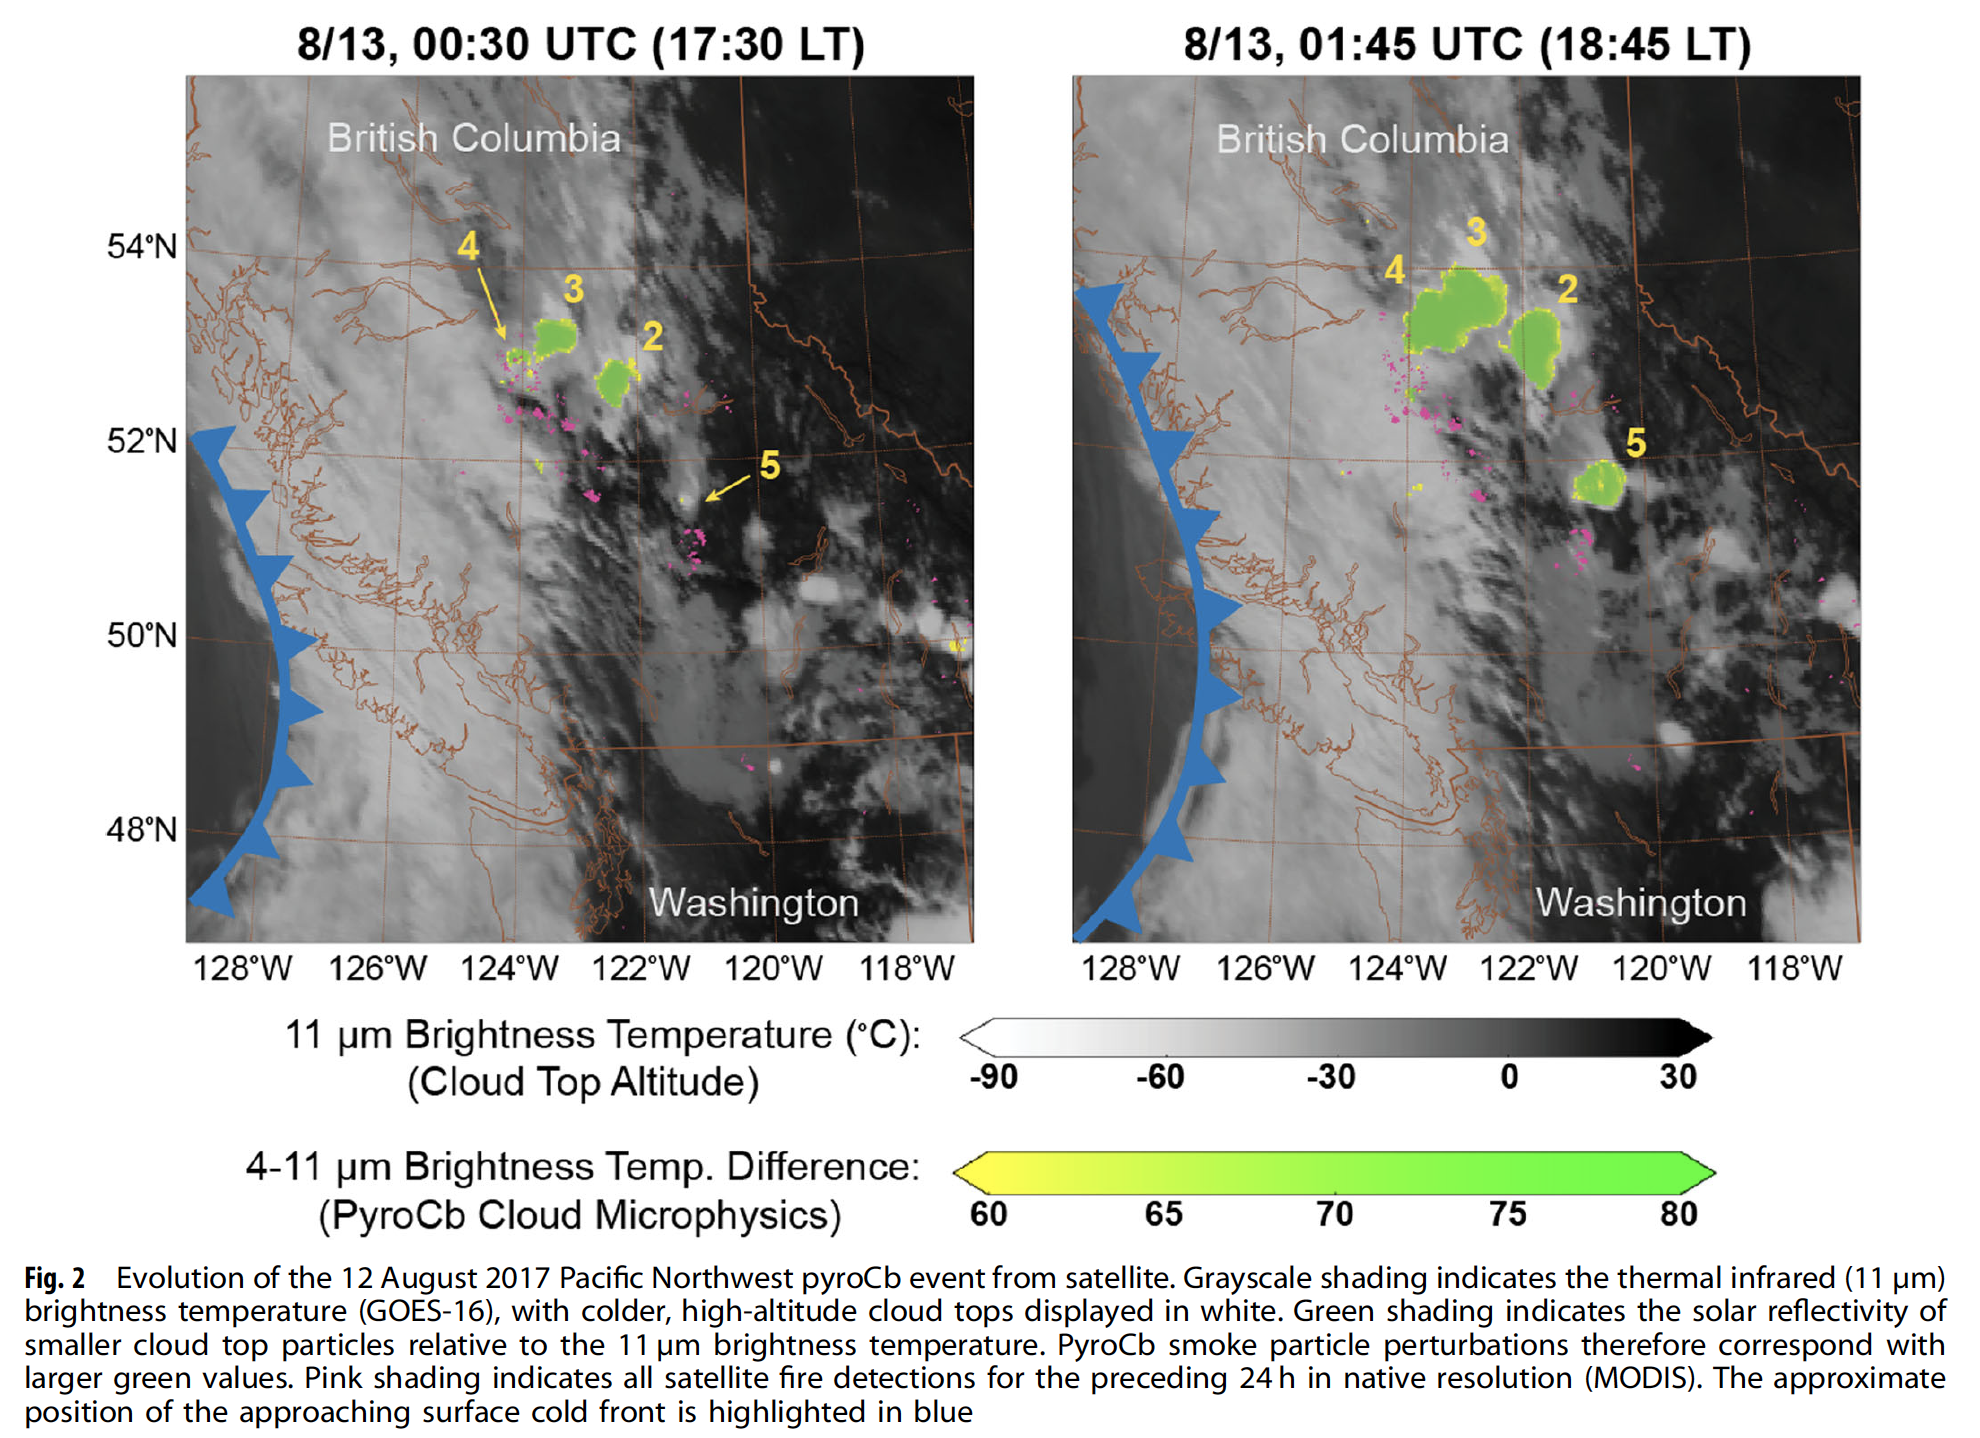 8/13, 00:30 UTC (17:30 LT)
8/13, 01:45 UTC (18:45 LT)
British Columbia
4
3
2
5
Washington
British Columbia
3
4
2
5
Washington
54°N
52°N
50°N
48°N
128°W 126°W 124°W 122°W 120°W 118°W
128°W 126°W 124°W 122°W 120°W 118°W
11 µm Brightness Temperature (°C):
(Cloud Top Altitude)
-90 -60 -30 0 30
4-11 µm Brightness Temp. Difference:
(PyroCb Cloud Microphysics)
60 65 70 75 80
Fig. 2 Evolution of the 12 August 2017 Pacific Northwest pyroCb event from satellite. Grayscale shading indicates the thermal infrared (11 µm)
brightness temperature (GOES-16), with colder, high-altitude cloud tops displayed in white. Green shading indicates the solar reflectivity of
smaller cloud top particles relative to the 11 µm brightness temperature. PyroCb smoke particle perturbations therefore correspond with
larger green values. Pink shading indicates all satellite fire detections for the preceding 24 h in native resolution (MODIS). The approximate
position of the approaching surface cold front is highlighted in blue